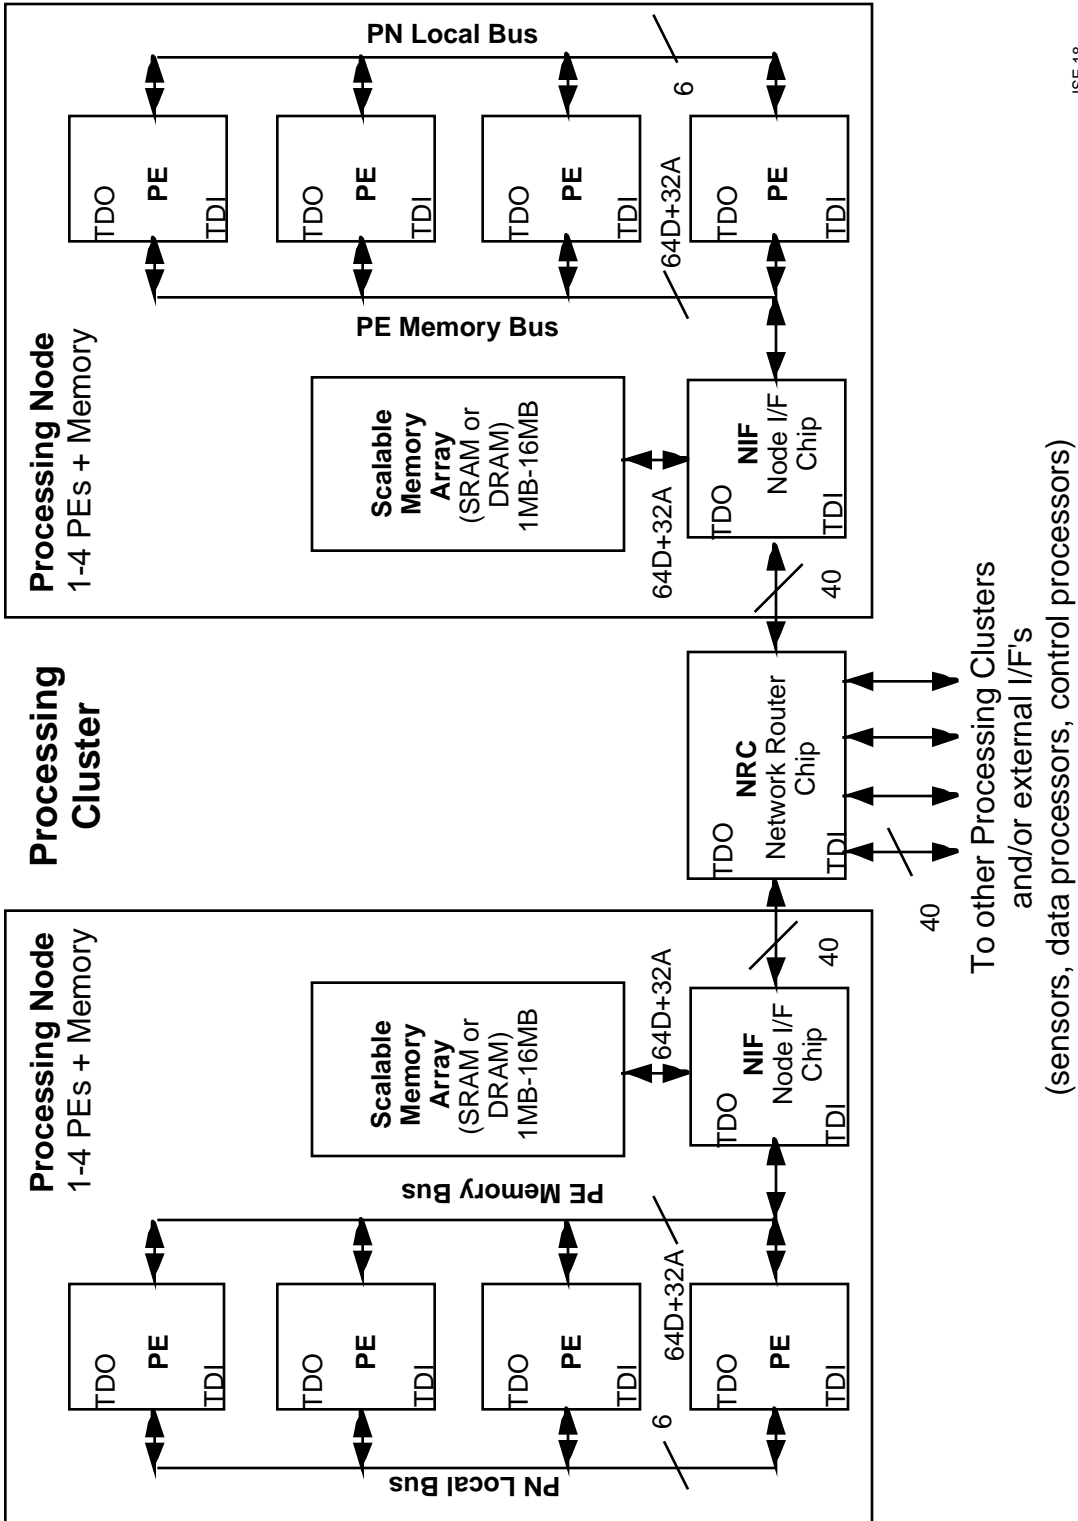 Processing Node
1-4 PEs + Memory
Processing
Cluster
Processing Node
1-4 PEs + Memory
PN Local Bus
TDO
PE
TDI
TDO
PE
TDI
TDO
PE
TDI
TDO
PE
TDI
6
64D+32A
PE Memory Bus
Scalable
Memory
Array
(SRAM or
DRAM)
1MB-16MB
64D+32A
TDO
NIF
Node I/F
Chip
TDI
40
TDO
NRC
Network Router
Chip
TDI
40
Scalable
Memory
Array
(SRAM or
DRAM)
1MB-16MB
64D+32A
TDO
NIF
Node I/F
Chip
TDI
40
PE Memory Bus
64D+32A
TDO
PE
TDI
TDO
PE
TDI
TDO
PE
TDI
TDO
PE
TDI
6
PN Local Bus
To other Processing Clusters
and/or external I/F's
(sensors, data processors, control processors)